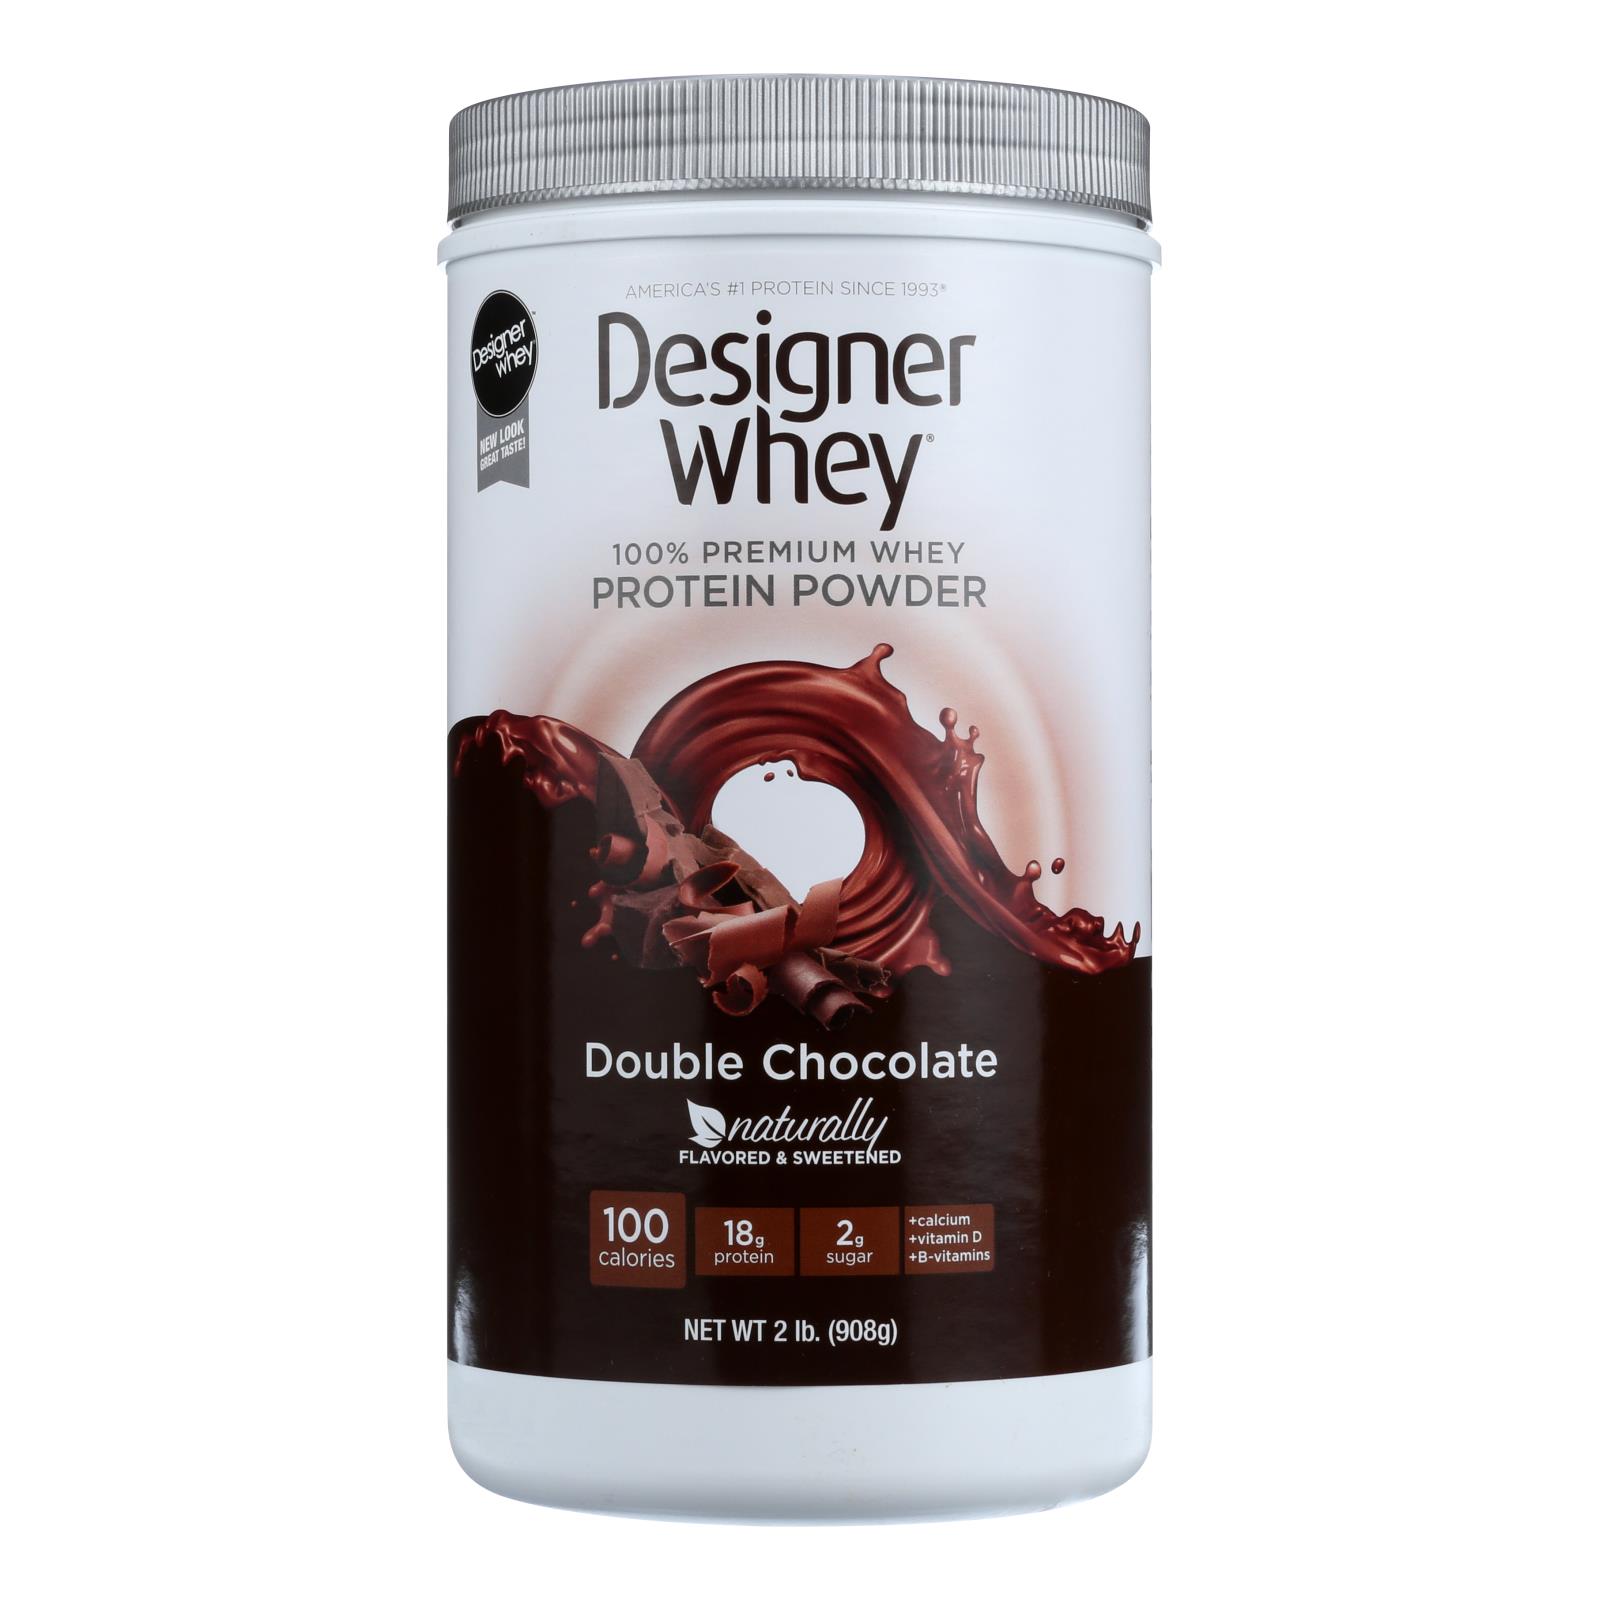 AMERICA'S #1 PROTEIN SINCE 1993®
Designer
Whey®
Designer
whey™
NEW LOOK
GREAT TASTE!
100% PREMIUM WHEY
PROTEIN POWDER
Double Chocolate
naturally
FLAVORED & SWEETENED
100
calories
18g
protein
2g
sugar
+calcium
+vitamin D
+B-vitamins
NET WT 2 lb. (908g)